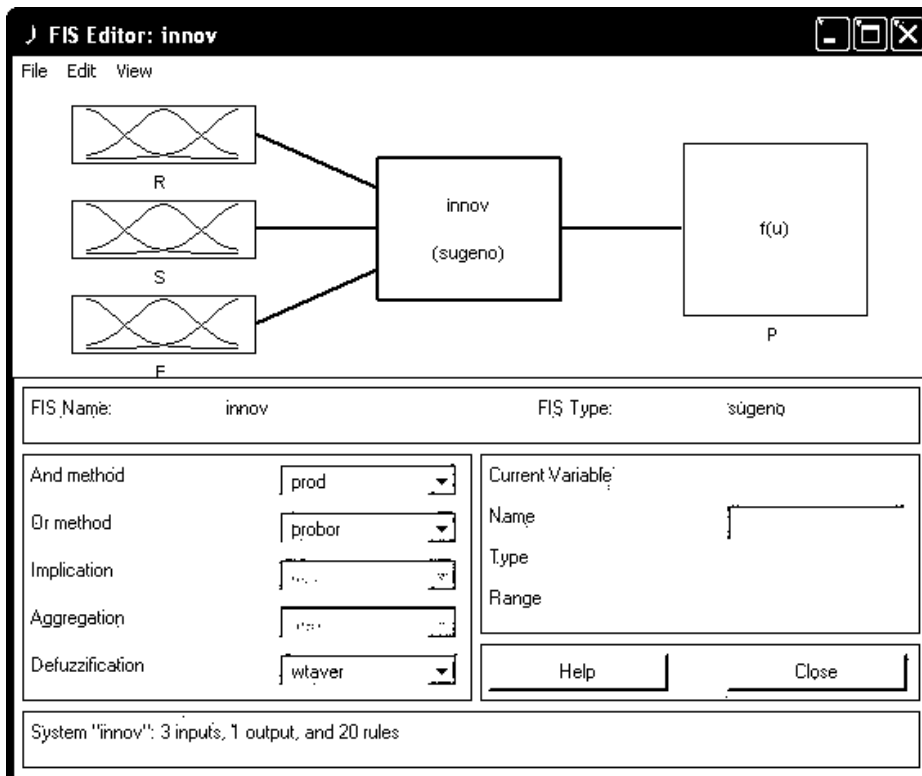 FIS Editor: innov
File Edit View
R
S
innov
(sugeno)
f(u)
P
FIS Name: innov FIS Type: sugeno
And method prod
Or method probor
Implication
Aggregation
Defuzzification wtaver
Current Variable
Name
Type
Range
Help Close
System "innov": 3 inputs, 1 output, and 20 rules